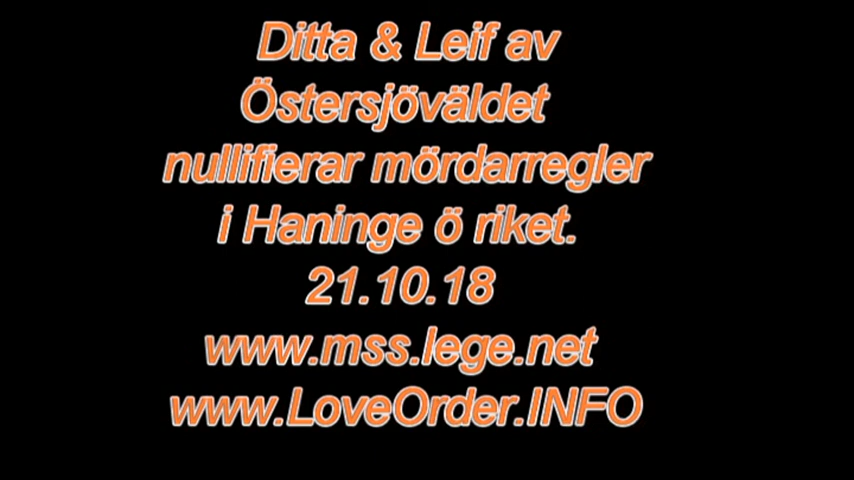 Ditta & Leif av
Östersjöväldet
nullifierar mördarregler
i Haninge ö riket.
21.10.18
www.mss.lege.net
www.LoveOrder.INFO